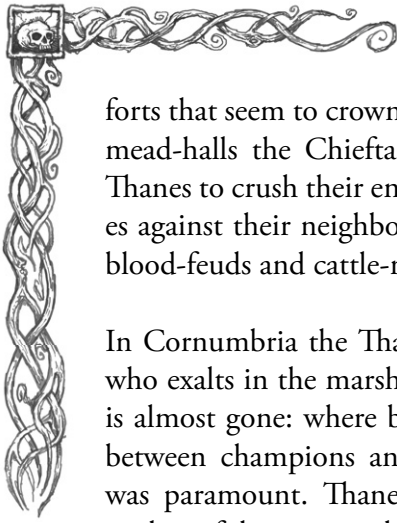 forts that seem to crown
mead-halls the Chiefta
Thanes to crush their en
es against their neighbo
blood-feuds and cattle-r
In Cornumbria the Tha
who exalts in the marsh
is almost gone: where b
between champions an
was paramount. Thane